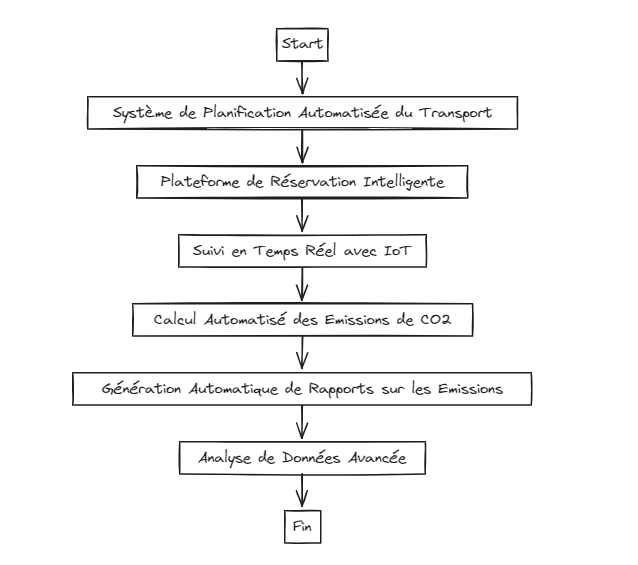 Start
Système de Planification Automatisée du Transport
Plateforme de Réservation Intelligente
Suivi en Temps Réel avec IoT
Calcul Automatisé des Emissions de CO2
Génération Automatique de Rapports sur les Emissions
Analyse de Données Avancée
Fin